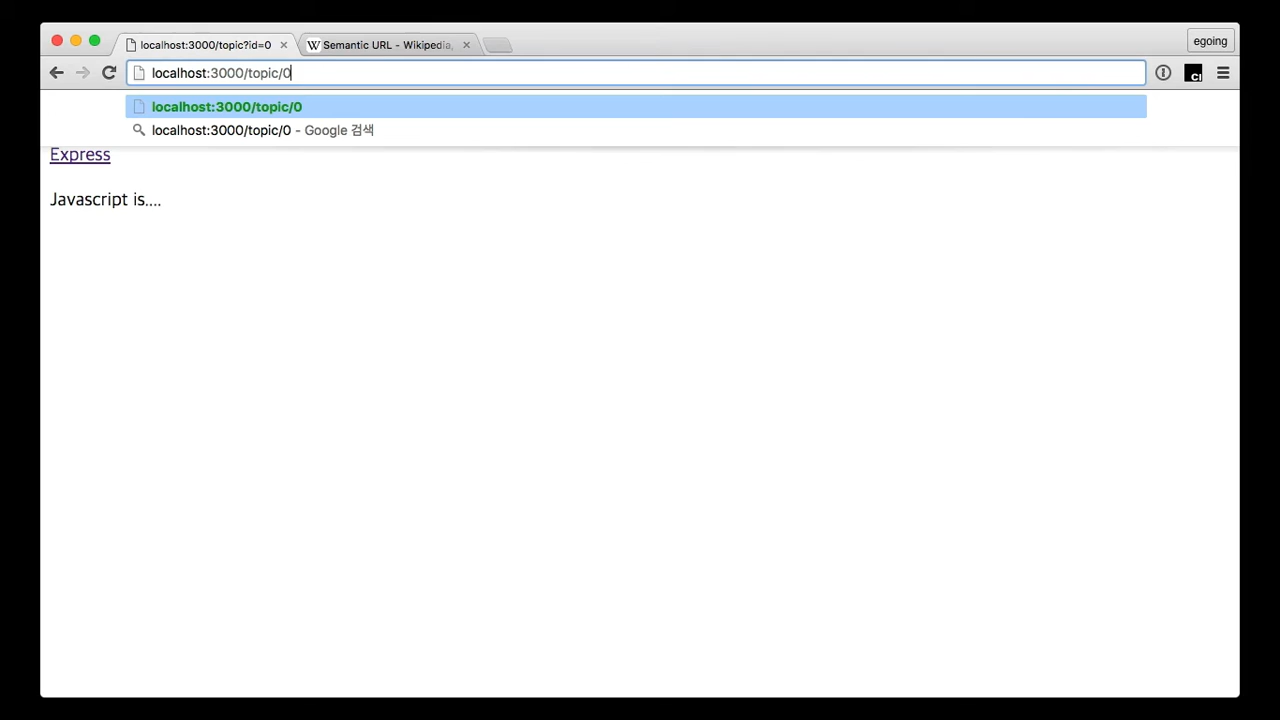 localhost:3000/topic?id=0
Semantic URL - Wikipedia,
egoing
localhost:3000/topic/0
localhost:3000/topic/0
localhost:3000/topic/0 - Google 검색
Express
Javascript is....